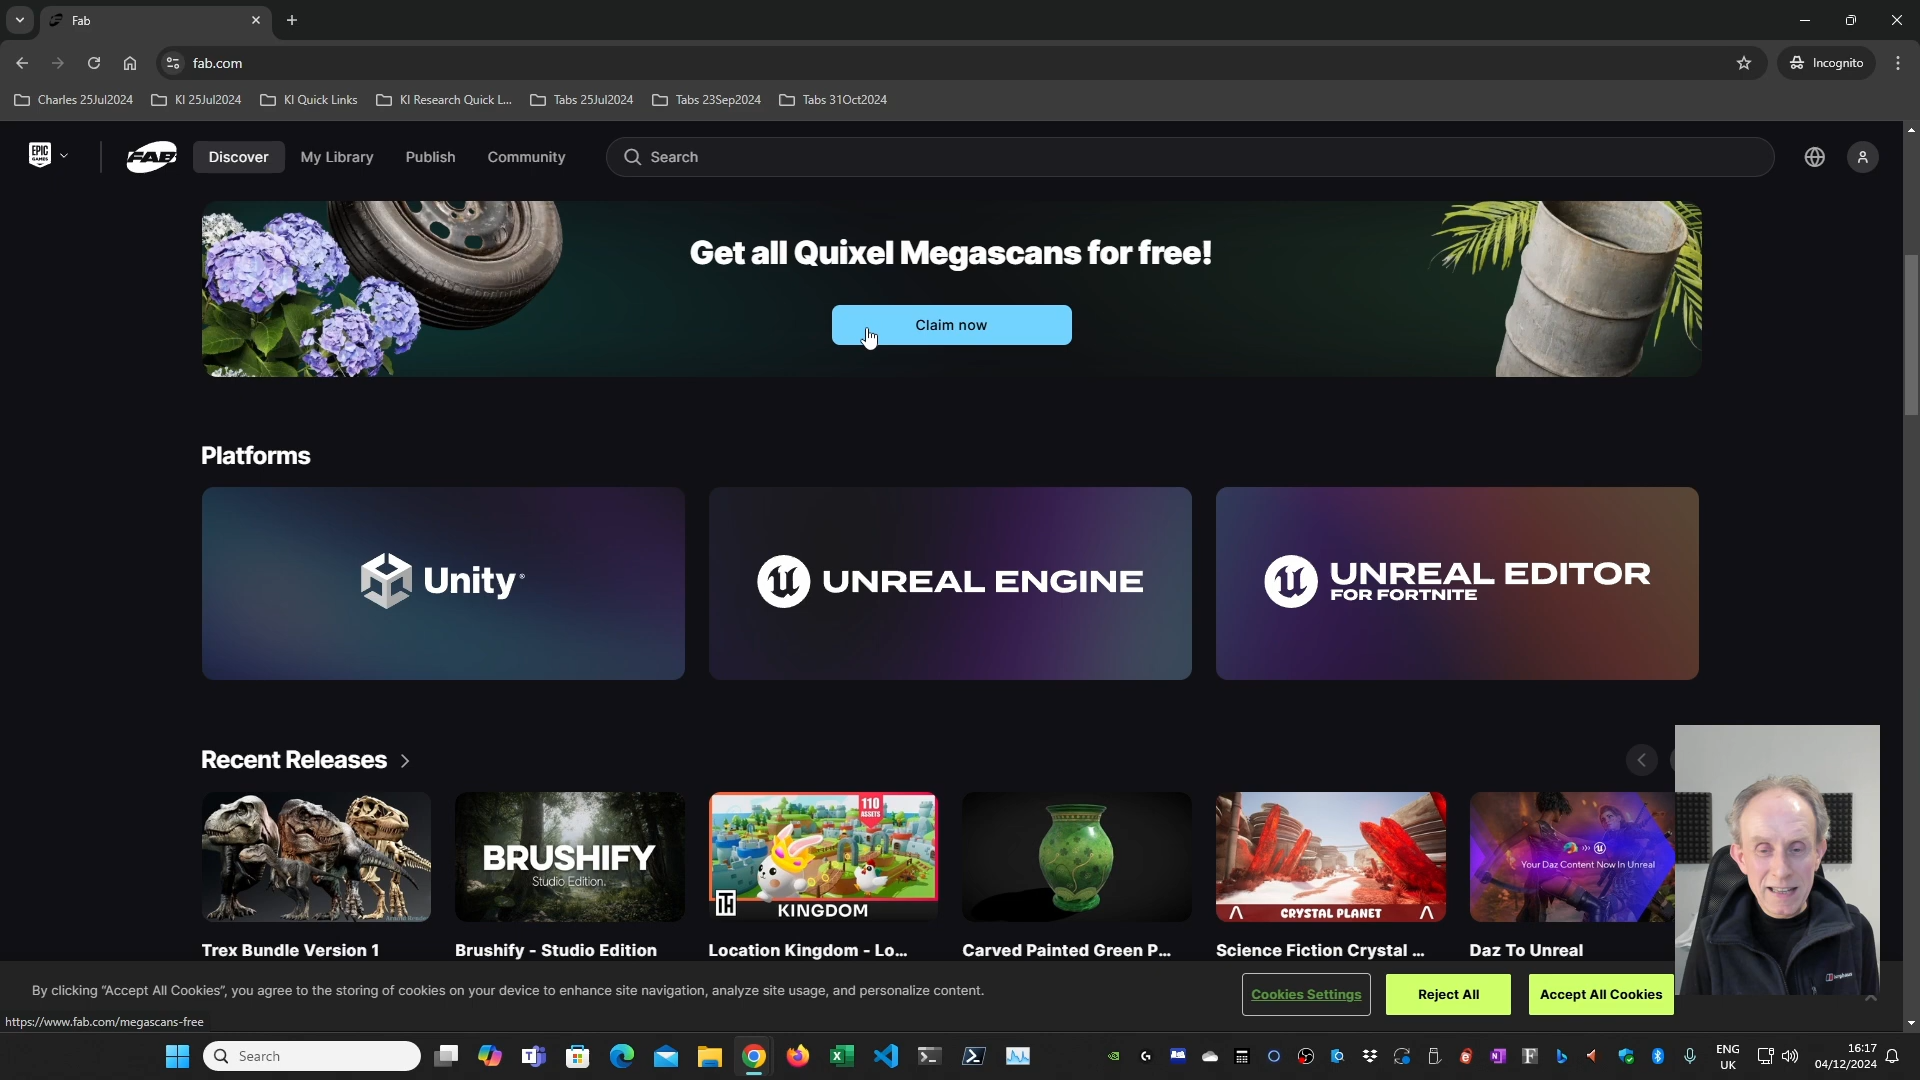 Fab
fab.com
Incognito
Charles 25Jul2024
KI 25Jul2024
KI Quick Links
KI Research Quick L...
Tabs 25Jul2024
Tabs 23Sep2024
Tabs 31Oct2024
EPIC
GAMES
FAB
Discover
My Library
Publish
Community
Search
Get all Quixel Megascans for free!
Claim now
Platforms
Unity
UNREAL ENGINE
UNREAL EDITOR
FOR FORTNITE
Recent Releases
BRUSHIFY
Studio Edition.
110
ASSETS
KINGDOM
CRYSTAL PLANET
Your Daz Content Now In Unreal
Trex Bundle Version 1
Brushify - Studio Edition
Location Kingdom - Lo...
Carved Painted Green P...
Science Fiction Crystal ...
Daz To Unreal
By clicking “Accept All Cookies”, you agree to the storing of cookies on your device to enhance site navigation, analyze site usage, and personalize content.
Cookies Settings
Reject All
Accept All Cookies
https://www.fab.com/megascans-free
Search
ENG
UK
16:17
04/12/2024